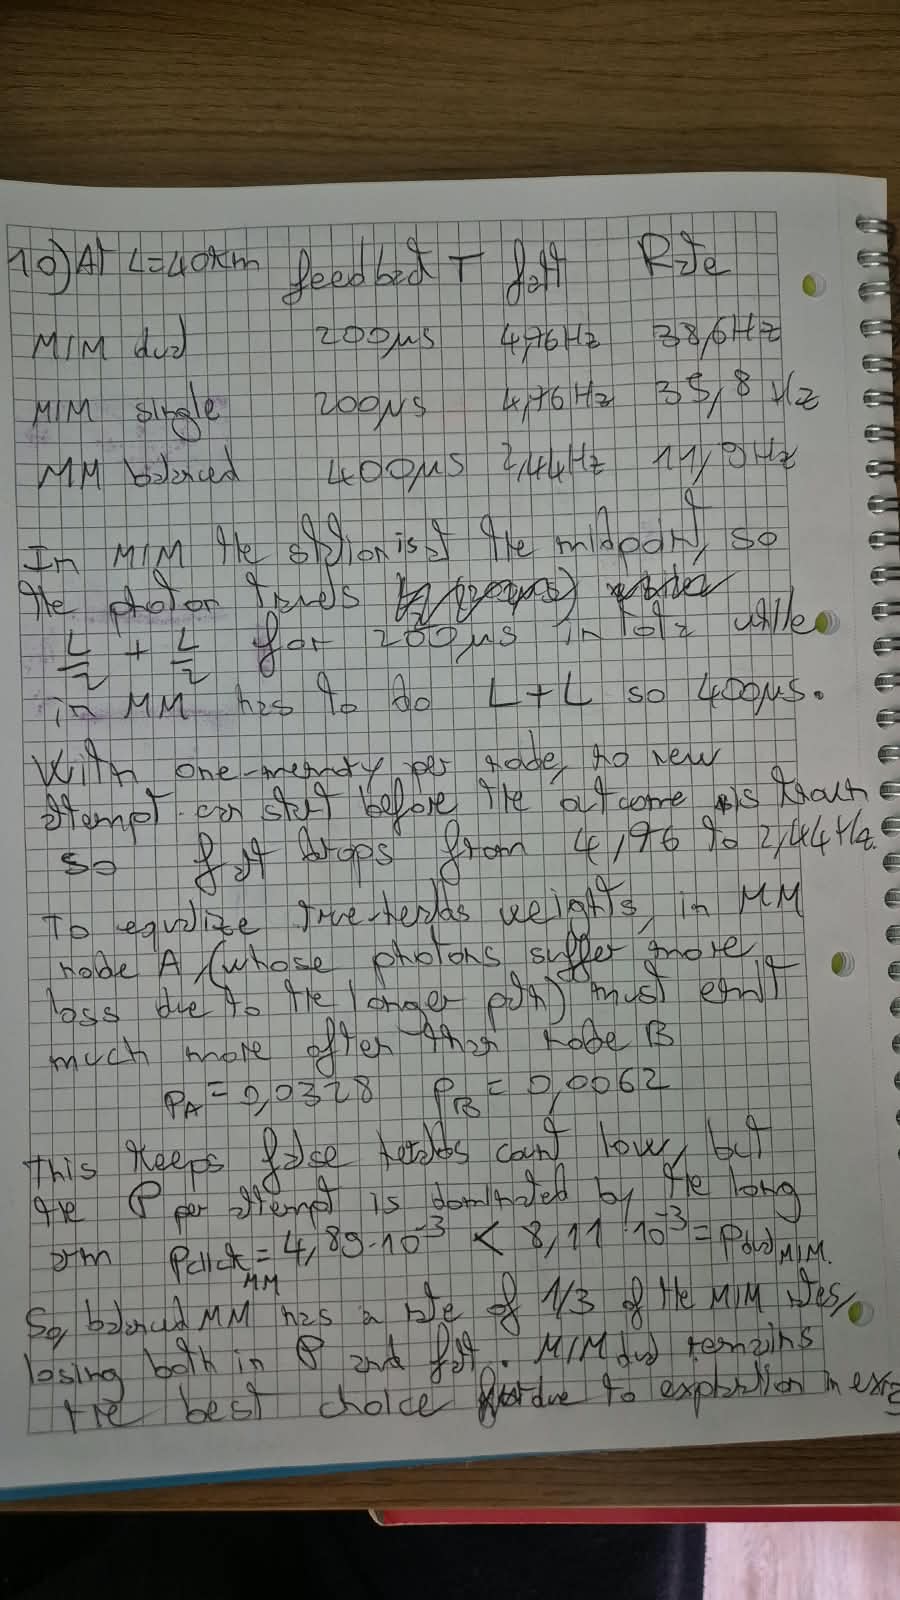 10) At L=40km feedback T fatt Rate
MIM dual 200μs 4,76Hz 38,6Hz
MIM single 200μs 4,76Hz 35,8Hz
MM balanced 400μs 2,44Hz 11,9Hz
In MIM the station is at the midpoint, so
the photon travels
L/2 + L/2 for 200μs in total while
in MM has to do L+L so 400μs.
With one-memory per node, no new
attempt can start before the outcome is known
so fatt drops from 4,76 to 2,44Hz.
To equalize true-heralds weights, in MM
node A (whose photons suffer more
loss due to the longer path) must emit
much more often than node B
pA = 0,0328 pB = 0,0062
This keeps false heralds count low, but
the P per attempt is dominated by the long
arm Pclick MM = 4,89·10⁻³ < 8,11·10⁻³ = Pdual MIM.
So, balanced MM has a rate of 1/3 of the MIM rates,
losing both in P and fatt. MIM dual remains
the best choice due to explanation in ex